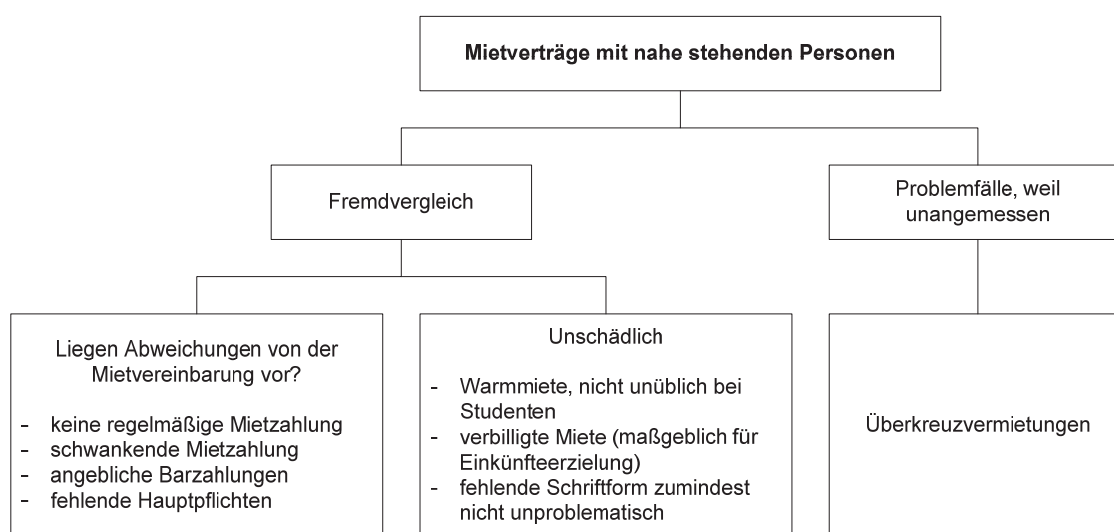 Mietverträge mit nahe stehenden Personen
Fremdvergleich
Problemfälle, weil
unangemessen
Liegen Abweichungen von der
Mietvereinbarung vor?
- keine regelmäßige Mietzahlung
- schwankende Mietzahlung
- angebliche Barzahlungen
- fehlende Hauptpflichten
Unschädlich
- Warmmiete, nicht unüblich bei
Studenten
- verbilligte Miete (maßgeblich für
Einkünfteerzielung)
- fehlende Schriftform zumindest
nicht unproblematisch
Überkreuzvermietungen